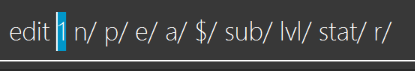 edit 1 n/ p/ e/ a/ $/ sub/ lvl/ stat/ r/